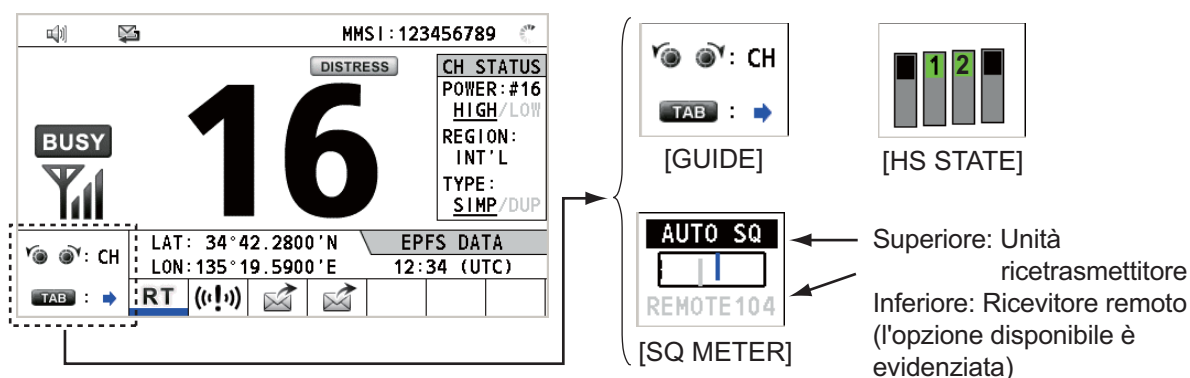 MMSI:123456789
DISTRESS
16
BUSY
CH STATUS
POWER:#16
HIGH/LOW
REGION:
INT'L
TYPE:
SIMP/DUP
: CH
TAB :
LAT: 34°42.2800'N
LON:135°19.5900'E
EPFS DATA
12:34 (UTC)
RT
: CH
TAB :
[GUIDE]
1 2
[HS STATE]
AUTO SQ
REMOTE104
[SQ METER]
Superiore: Unità
ricetrasmettitore
Inferiore: Ricevitore remoto
(l'opzione disponibile è
evidenziata)